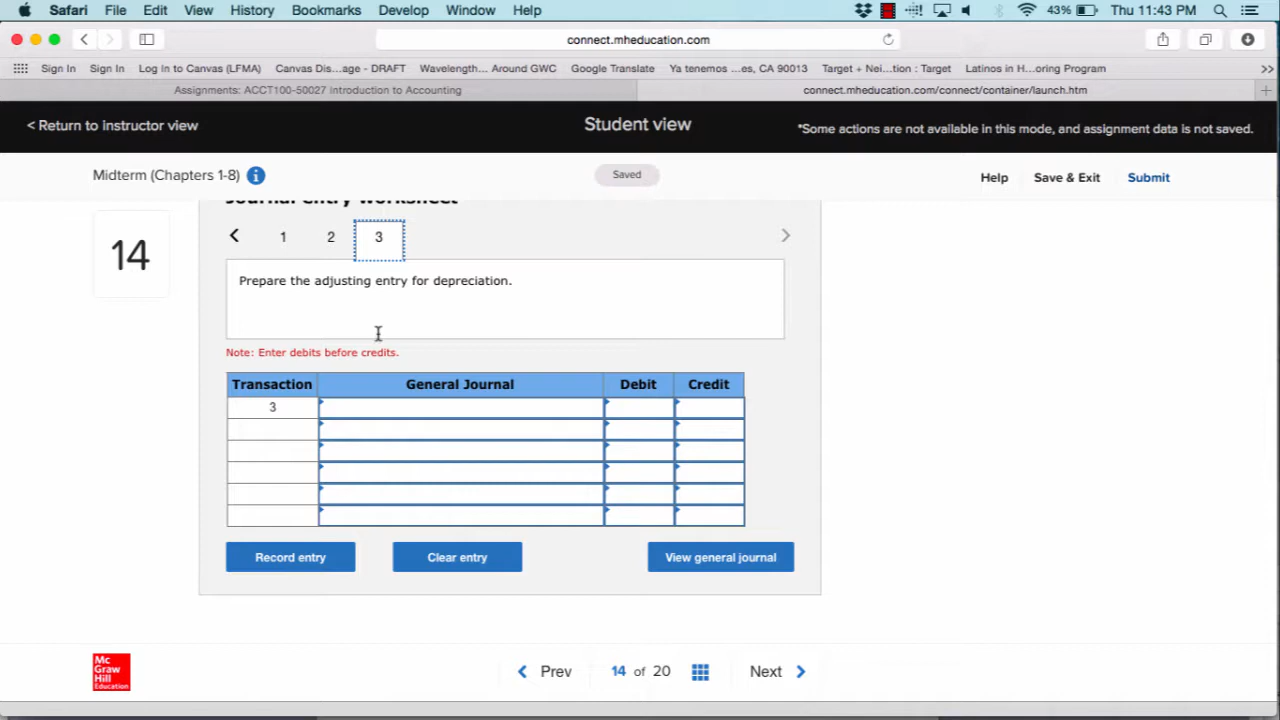 Safari File Edit View History Bookmarks Develop Window Help 43% Thu 11:43 PM
connect.mheducation.com
Sign In Sign In Log In to Canvas (LFMA) Canvas Dis...age - DRAFT Wavelength... Around GWC Google Translate Ya tenemos ...es, CA 90013 Target + Nei...tion : Target Latinos in H...oring Program >>
Assignments: ACCT100-50027 Introduction to Accounting connect.mheducation.com/connect/container/launch.htm +
< Return to instructor view Student view *Some actions are not available in this mode, and assignment data is not saved.
Midterm (Chapters 1-8) i Saved Help Save & Exit Submit
Journal entry worksheet
14
< 1 2 3 >
Prepare the adjusting entry for depreciation.
Note: Enter debits before credits.
Transaction General Journal Debit Credit
3
Record entry Clear entry View general journal
Mc
Graw
Hill
Education
< Prev 14 of 20 Next >